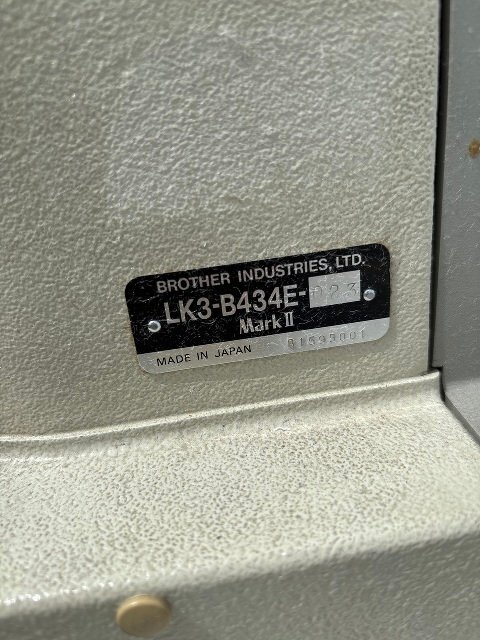 BROTHER INDUSTRIES, LTD.
LK3-B434E-
Mark II
MADE IN JAPAN